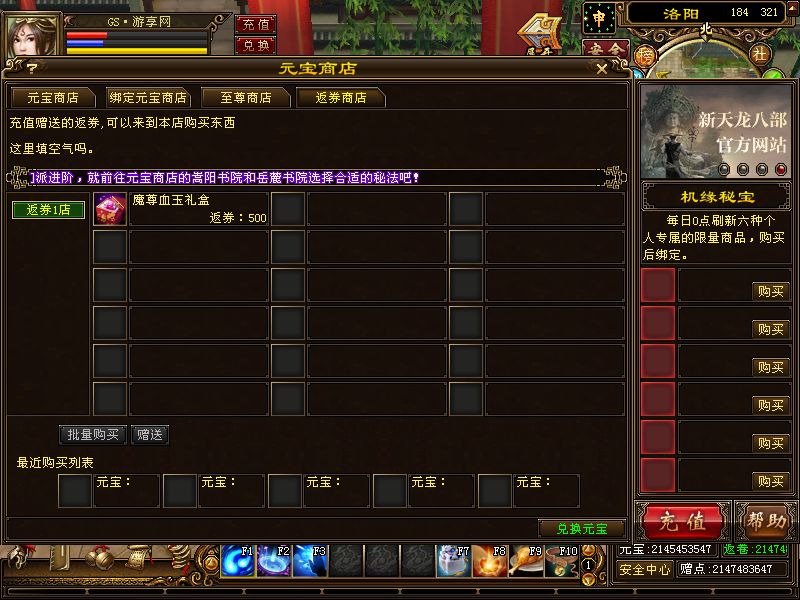 GS·游享网
充值
兑换
展开
申
安全
洛阳 184 321
北
榜
社
? 元宝商店 ×
元宝商店 绑定元宝商店 至尊商店 返券商店
充值赠送的返券,可以来到本店购买东西
这里填空气吗。
派进阶，就前往元宝商店的嵩阳书院和岳麓书院选择合适的秘法吧!
返券1店
魔尊血玉礼盒
返券：500
批量购买 赠送
最近购买列表
元宝： 元宝： 元宝： 元宝： 元宝：
兑换元宝
新天龙八部
官方网站
机缘秘宝
每日0点刷新六种个
人专属的限量商品，购买
后绑定。
购买
购买
购买
购买
购买
购买
充值 帮助
F1 F2 F3 F7 F8 F9 F10
1
元宝:2145453547 返卷:21474
安全中心 赠点:2147483647